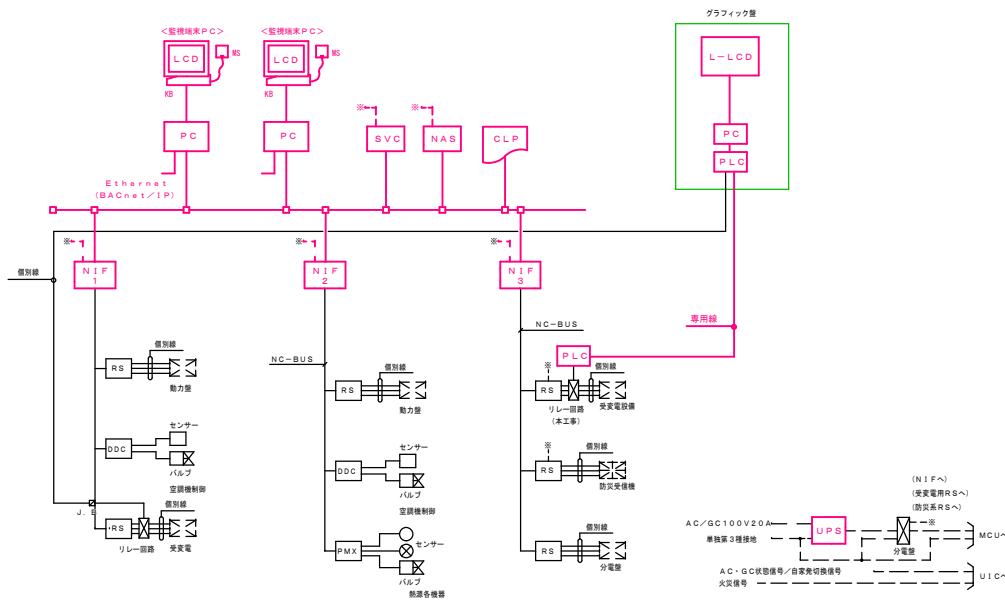 グラフィック盤
<監視端末PC>
<監視端末PC>
LCD
MS
LCD
MS
L-LCD
KB
KB
※
※
PC
PC
SVC
NAS
CLP
PC
PLC
Ethernet
(BACnet/IP)
※
※
※
個別線
NIF
1
NIF
2
NIF
3
専用線
NC-BUS
個別線
PLC
NC-BUS
RS
動力盤
個別線
RS
動力盤
※
個別線
RS
リレー回路
(本工事)
受変電設備
センサー
DDC
バルブ
空調機制御
センサー
DDC
バルブ
空調機制御
※
個別線
RS
防災受信機
J.B
個別線
RS
リレー回路
受変電
PMX
センサー
バルブ
熱源各機器
個別線
RS
分電盤
(NIFへ)
(受変電用RSへ)
(防災系RSへ)
AC/GC100V20A
UPS
※
単独第3種接地
分電盤
MCUへ
AC・GC状態信号/自家発切換信号
火災信号
UICへ